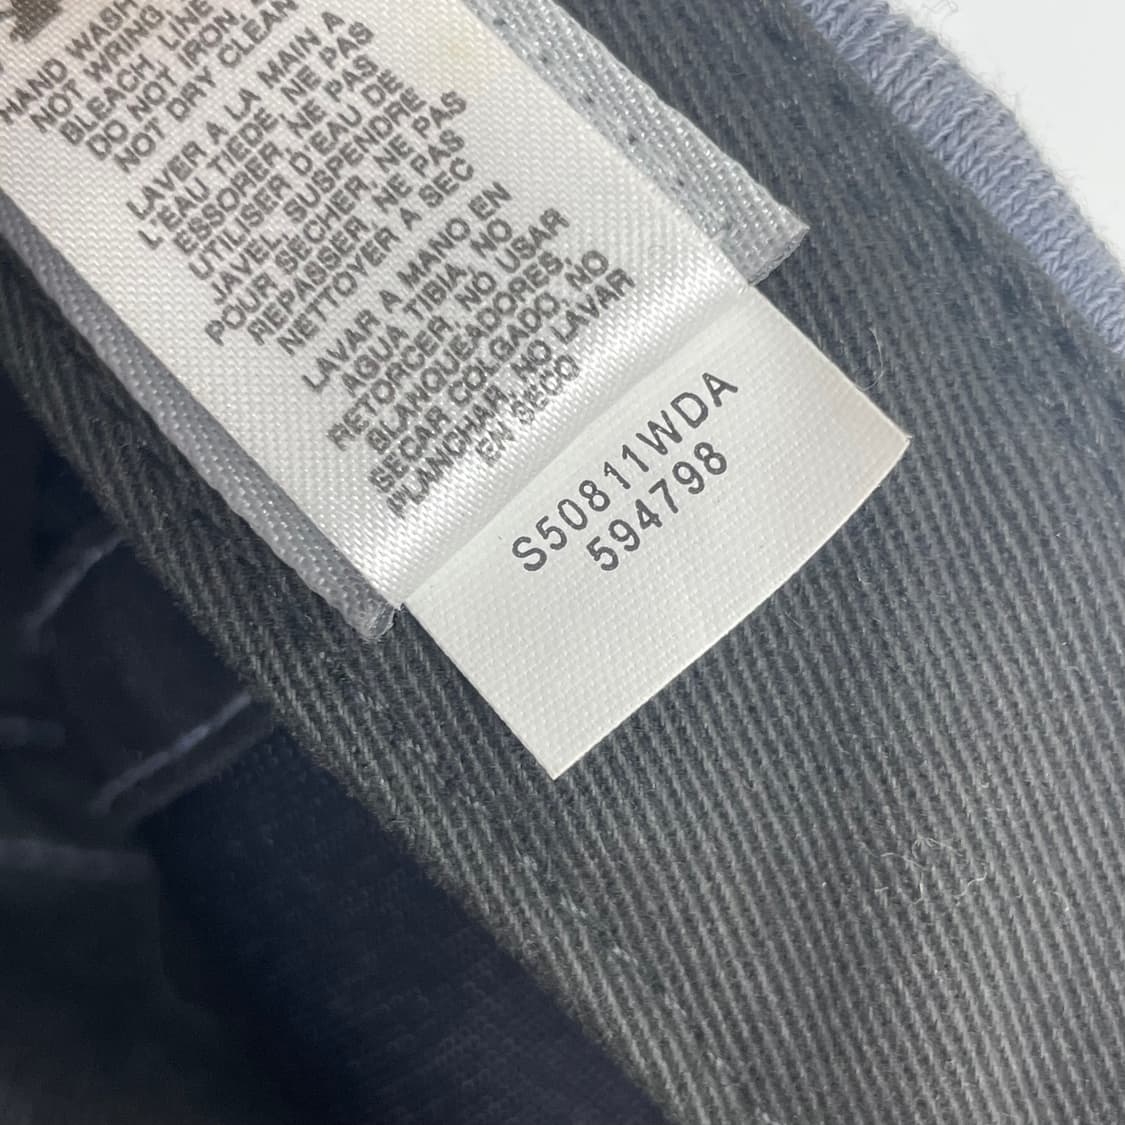 HAND WASH
NOT WRING,
BLEACH LINE
DO NOT IRON,
NOT DRY CLEAN
LAVER A LA MAIN A
L'EAU TIEDE, NE PAS
ESSORER, NE PAS
UTILISER D'EAU DE
JAVEL, SUSPENDRE
POUR SECHER, NE PAS
REPASSER, NE PAS
NETTOYER A SEC
LAVAR A MANO EN
AGUA TIBIA, NO
RETORCER, NO USAR
BLANQUEADORES,
SECAR COLGADO, NO
PLANCHAR, NO LAVAR
EN SECO
S50811WDA
594798